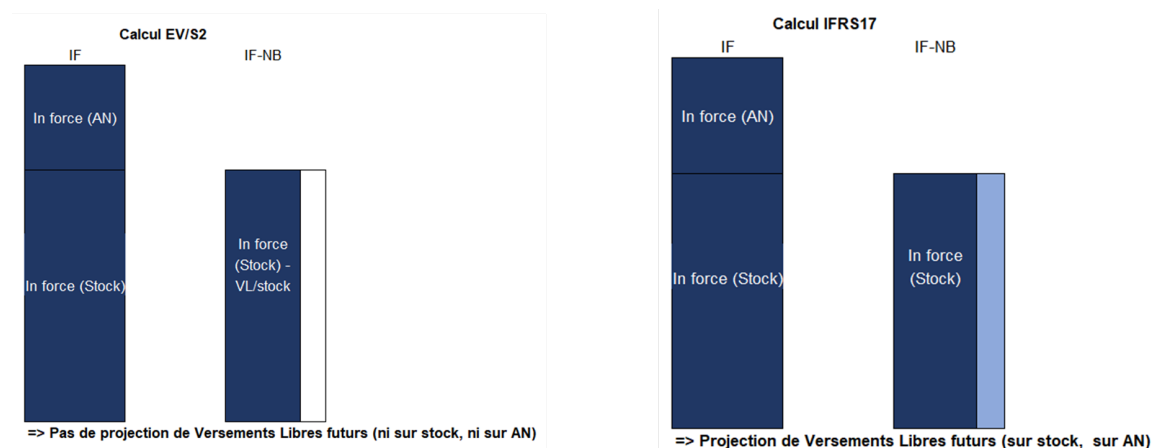 Calcul EV/S2
IF
IF-NB
In force (AN)
In force (Stock)
In force
(Stock) -
VL/stock
=> Pas de projection de Versements Libres futurs (ni sur stock, ni sur AN)
Calcul IFRS17
IF
IF-NB
In force (AN)
In force (Stock)
In force
(Stock)
=> Projection de Versements Libres futurs (sur stock, sur AN)